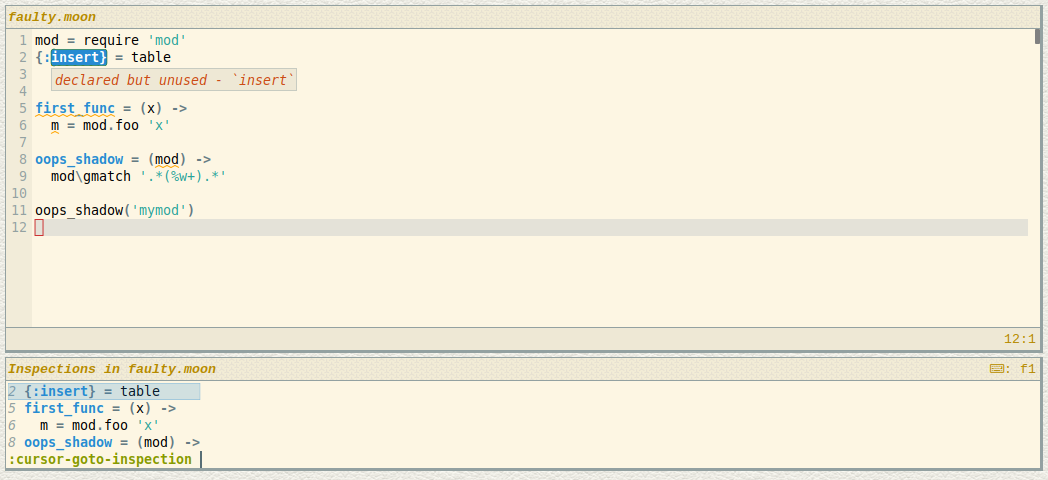 faulty.moon
1 mod = require 'mod'
2 {:insert} = table
3
declared but unused - `insert`
4
5 first_func = (x) ->
6   m = mod.foo 'x'
7
8 oops_shadow = (mod) ->
9   mod\gmatch '.*(%w+).*'
10
11 oops_shadow('mymod')
12
12:1
Inspections in faulty.moon ⌨: f1
2 {:insert} = table
5 first_func = (x) ->
6   m = mod.foo 'x'
8 oops_shadow = (mod) ->
:cursor-goto-inspection